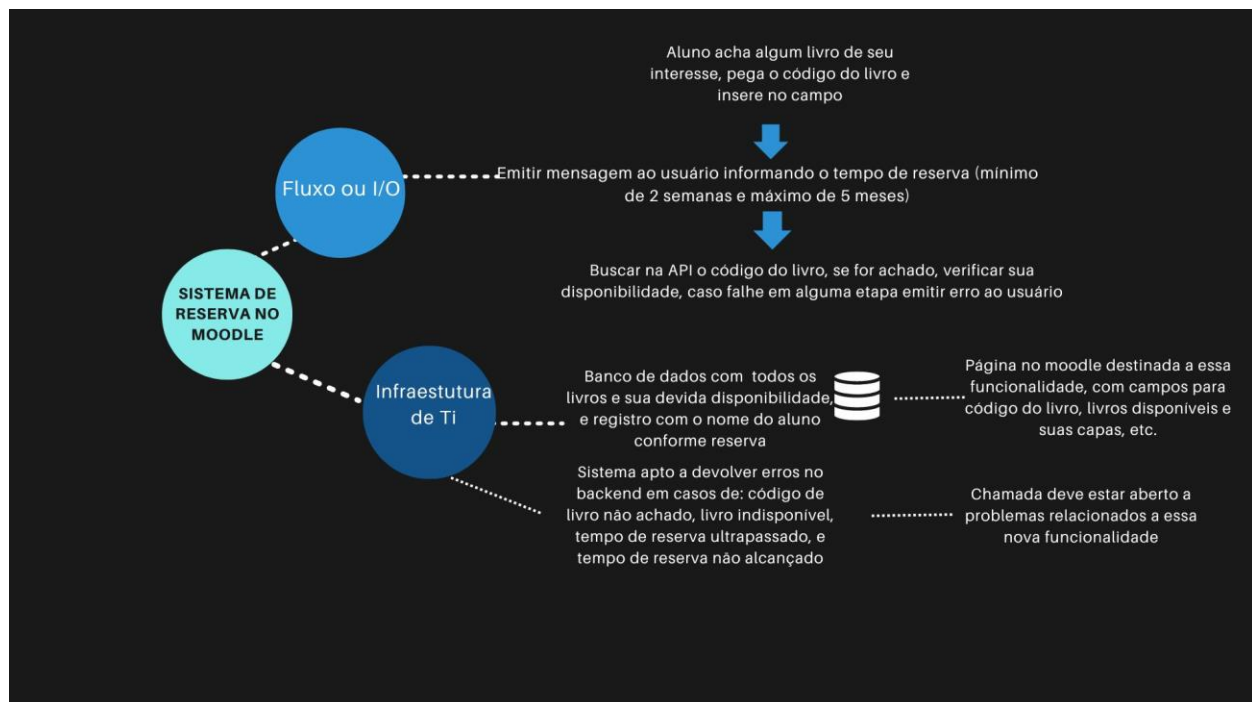 Aluno acha algum livro de seu
interesse, pega o código do livro e
insere no campo
Fluxo ou I/O
Emitir mensagem ao usuário informando o tempo de reserva (mínimo
de 2 semanas e máximo de 5 meses)
Buscar na API o código do livro, se for achado, verificar sua
disponibilidade, caso falhe em alguma etapa emitir erro ao usuário
SISTEMA DE
RESERVA NO
MOODLE
Infraestutura
de Ti
Banco de dados com todos os
livros e sua devida disponibilidade,
e registro com o nome do aluno
conforme reserva
Página no moodle destinada a essa
funcionalidade, com campos para
código do livro, livros disponíveis e
suas capas, etc.
Sistema apto a devolver erros no
backend em casos de: código de
livro não achado, livro indisponível,
tempo de reserva ultrapassado, e
tempo de reserva não alcançado
Chamada deve estar aberto a
problemas relacionados a essa
nova funcionalidade